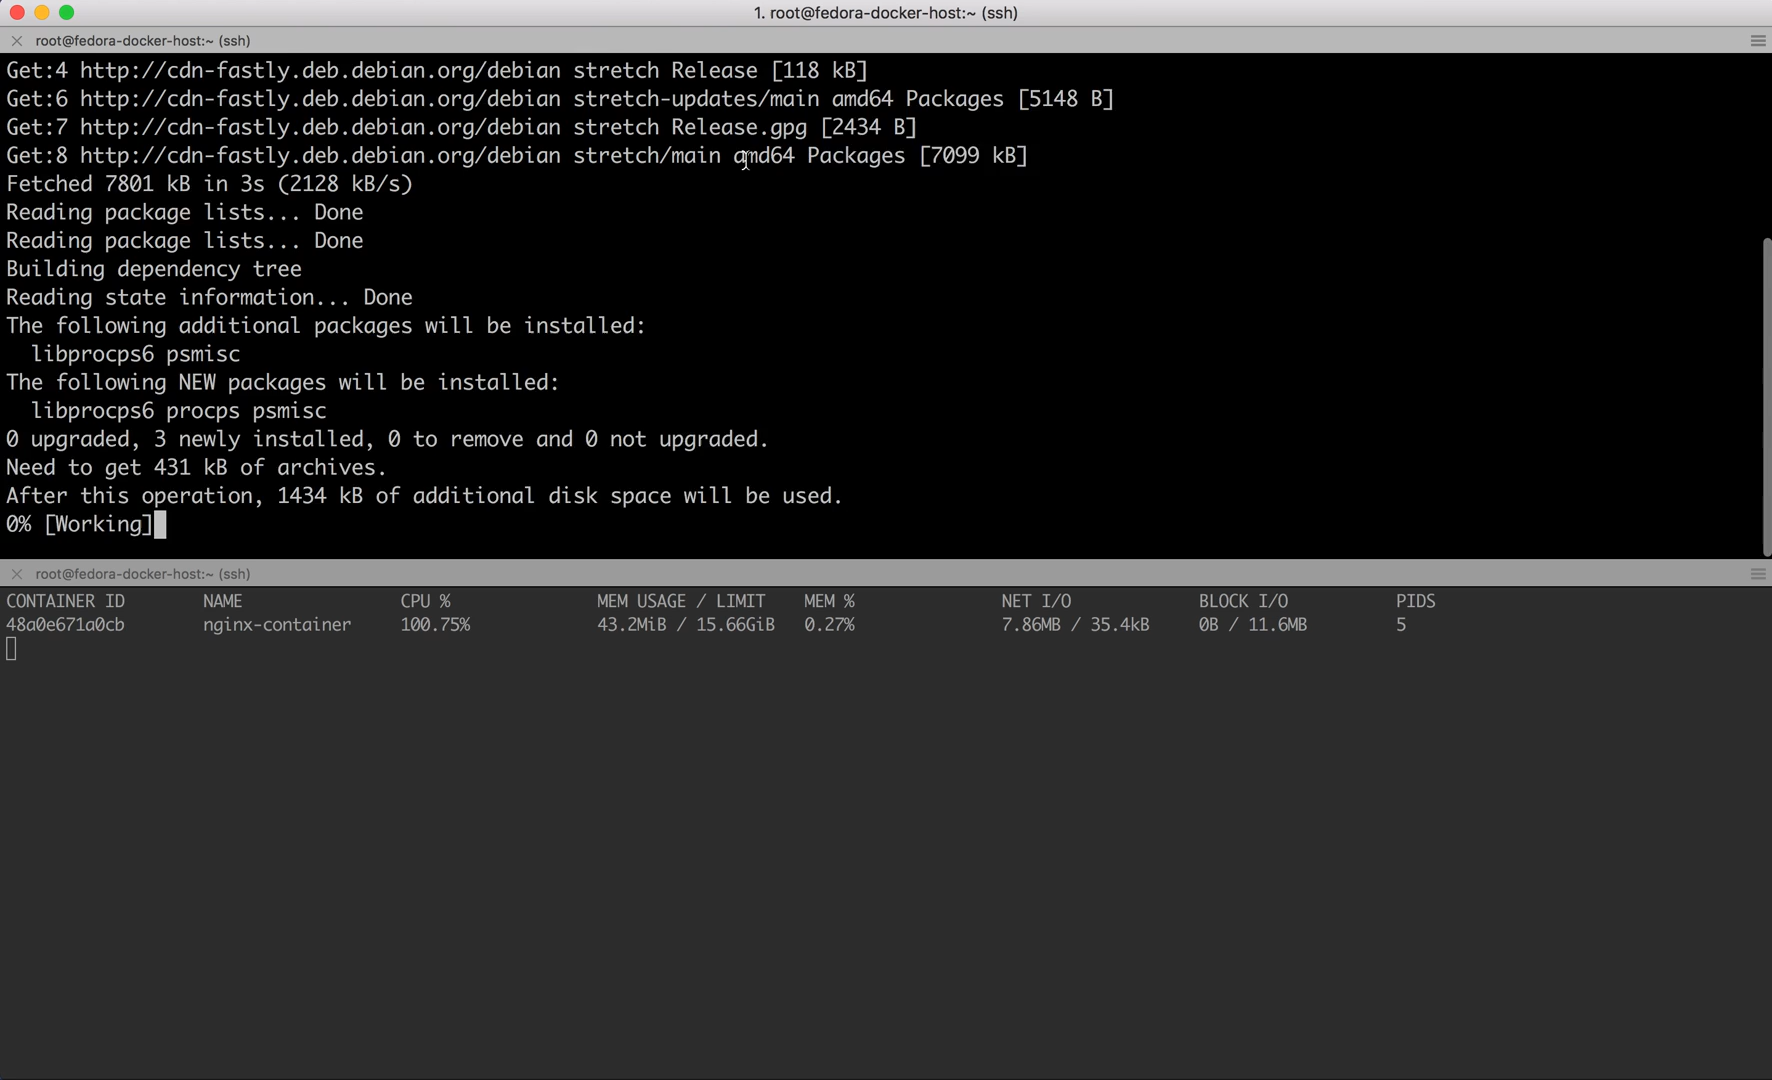 1. root@fedora-docker-host:~ (ssh)
root@fedora-docker-host:~ (ssh)
Get:4 http://cdn-fastly.deb.debian.org/debian stretch Release [118 kB]
Get:6 http://cdn-fastly.deb.debian.org/debian stretch-updates/main amd64 Packages [5148 B]
Get:7 http://cdn-fastly.deb.debian.org/debian stretch Release.gpg [2434 B]
Get:8 http://cdn-fastly.deb.debian.org/debian stretch/main amd64 Packages [7099 kB]
Fetched 7801 kB in 3s (2128 kB/s)
Reading package lists... Done
Reading package lists... Done
Building dependency tree
Reading state information... Done
The following additional packages will be installed:
libprocps6 psmisc
The following NEW packages will be installed:
libprocps6 procps psmisc
0 upgraded, 3 newly installed, 0 to remove and 0 not upgraded.
Need to get 431 kB of archives.
After this operation, 1434 kB of additional disk space will be used.
0% [Working]
root@fedora-docker-host:~ (ssh)
CONTAINER ID NAME CPU % MEM USAGE / LIMIT MEM % NET I/O BLOCK I/O PIDS
48a0e671a0cb nginx-container 100.75% 43.2MiB / 15.66GiB 0.27% 7.86MB / 35.4kB 0B / 11.6MB 5